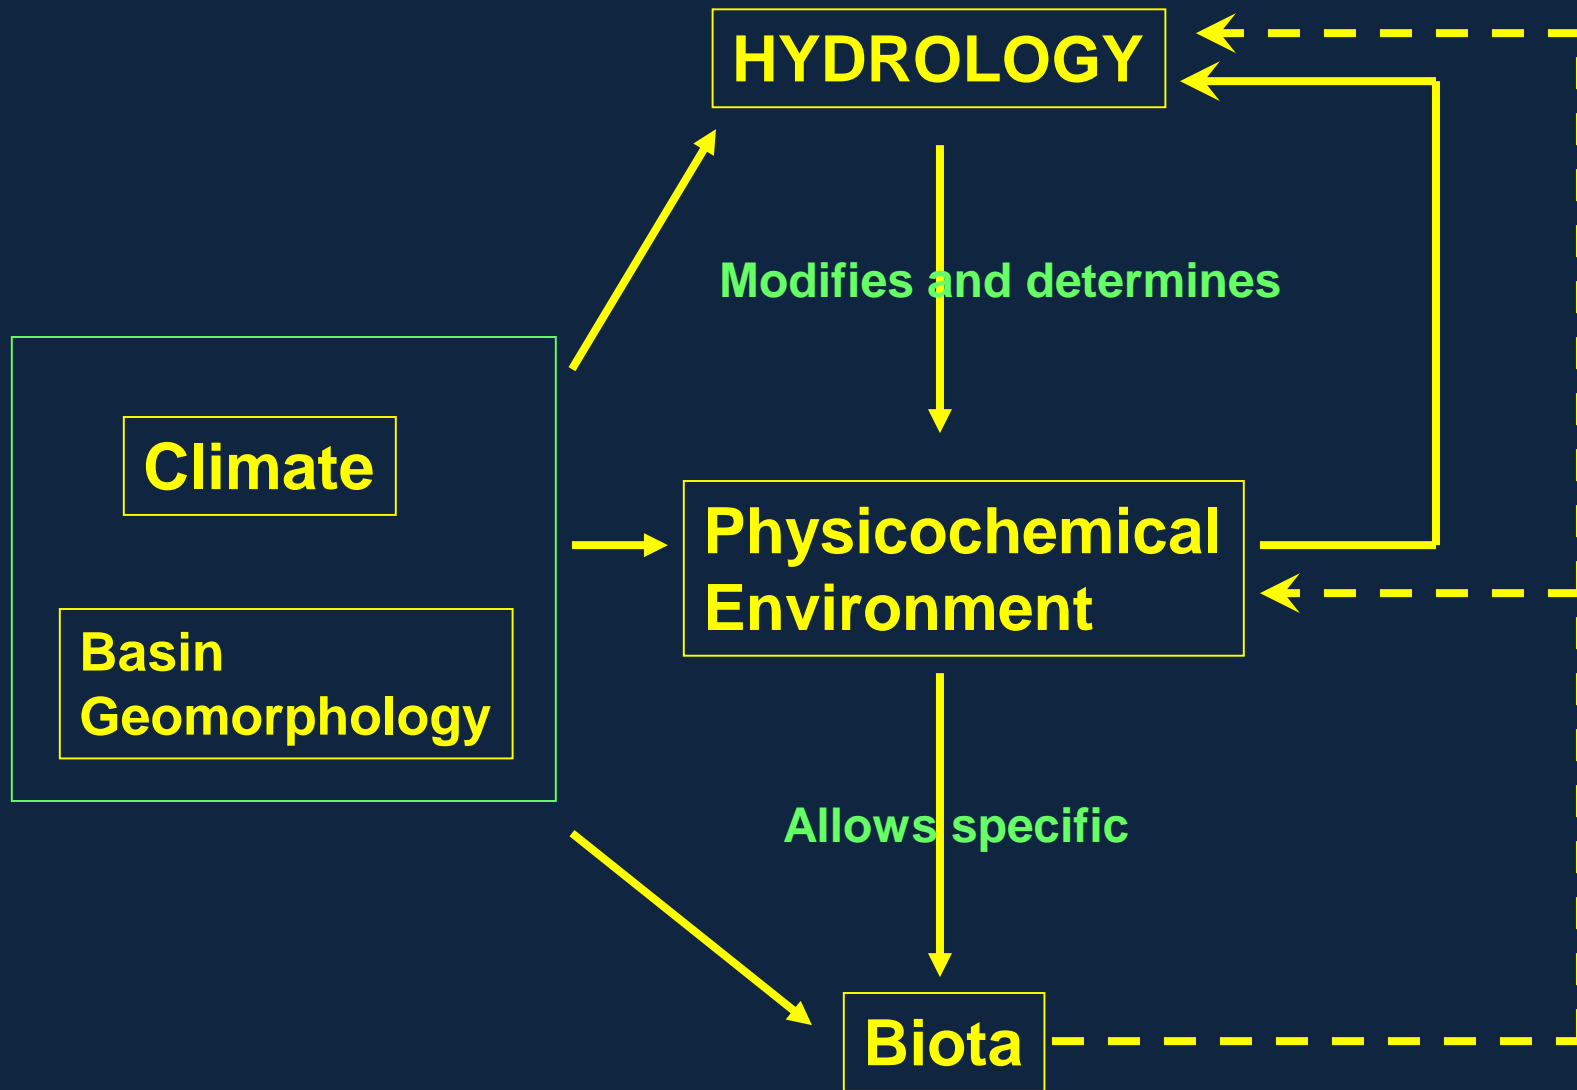 HYDROLOGY
Modifies and determines
Climate
Physicochemical
Environment
Basin
Geomorphology
Allows specific
Biota